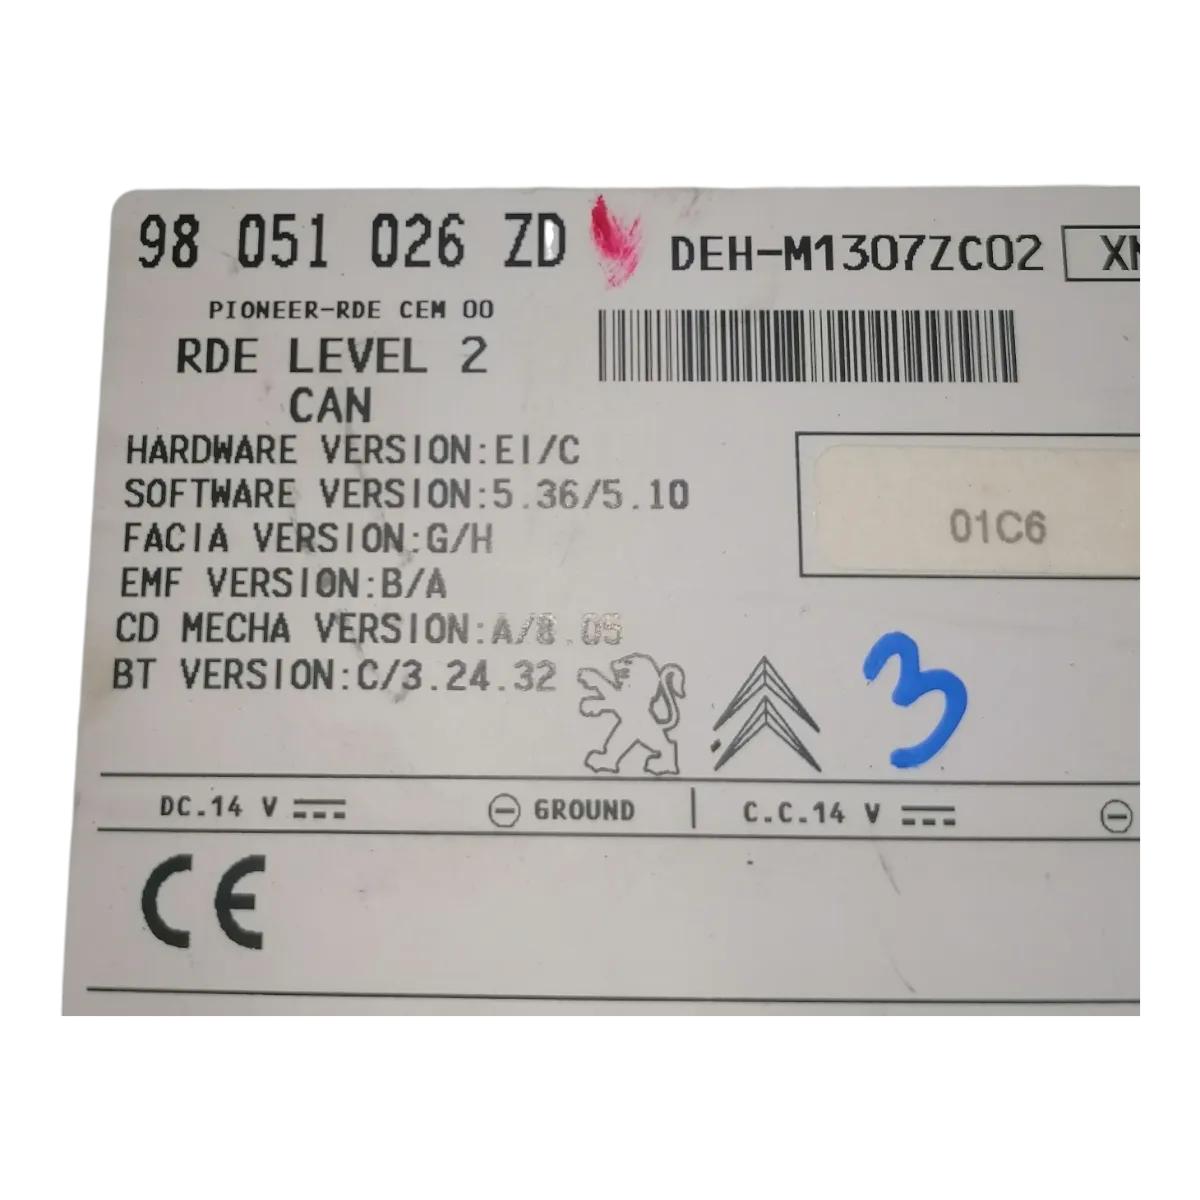 98 051 026 ZD
DEH-M1307ZC02
PIONEER-RDE CEM 00
RDE LEVEL 2
CAN
HARDWARE VERSION:EI/C
SOFTWARE VERSION:5.36/5.10
FACIA VERSION:G/H
EMF VERSION:B/A
CD MECHA VERSION:A/8.05
BT VERSION:C/3.24.32
01C6
3
DC.14 V
GROUND
C.C.14 V
CE